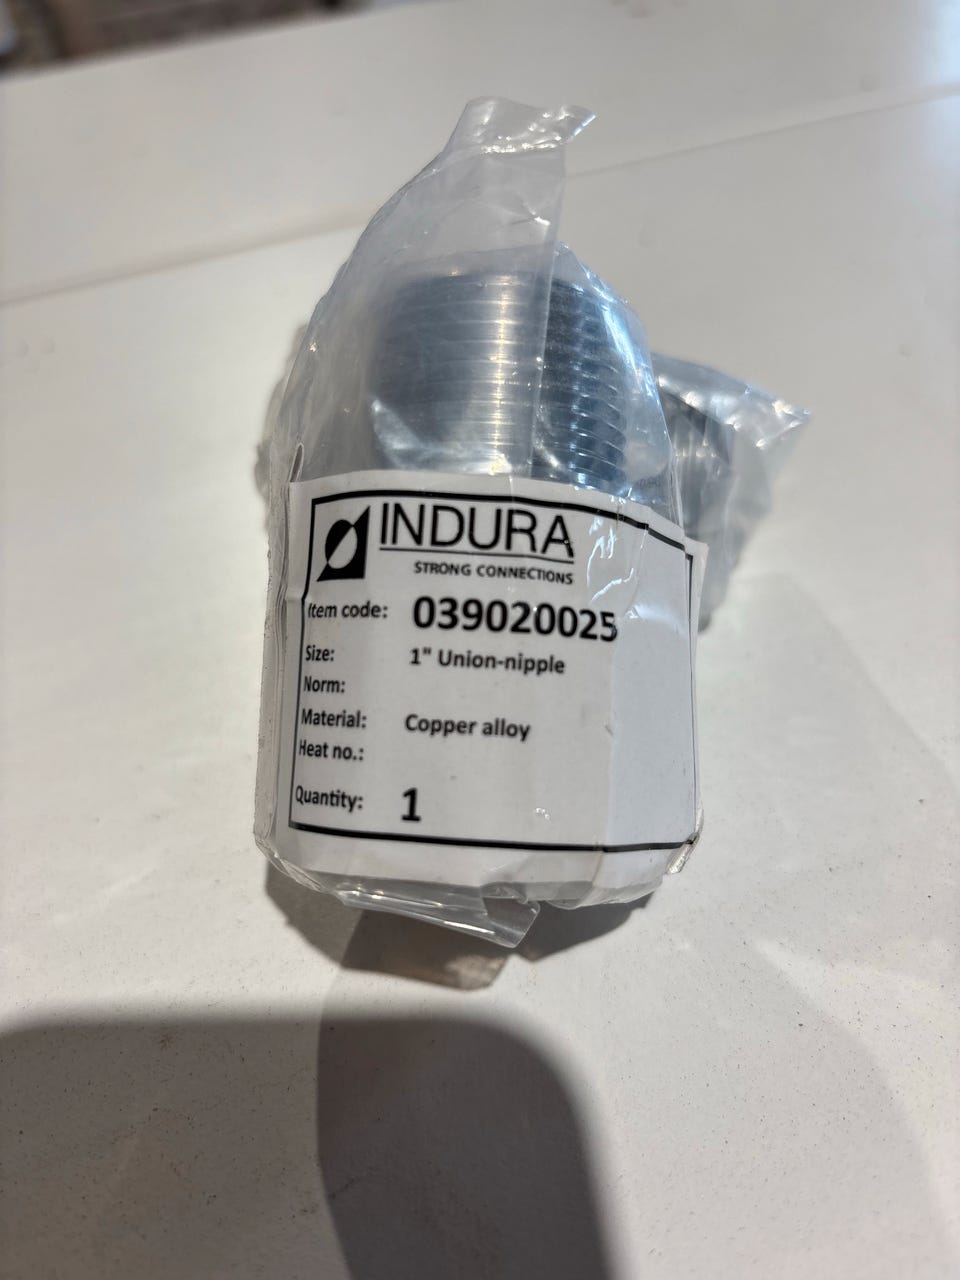 INDURA
STRONG CONNECTIONS
Item code: 039020025
Size: 1" Union-nipple
Norm:
Material: Copper alloy
Heat no.:
Quantity: 1